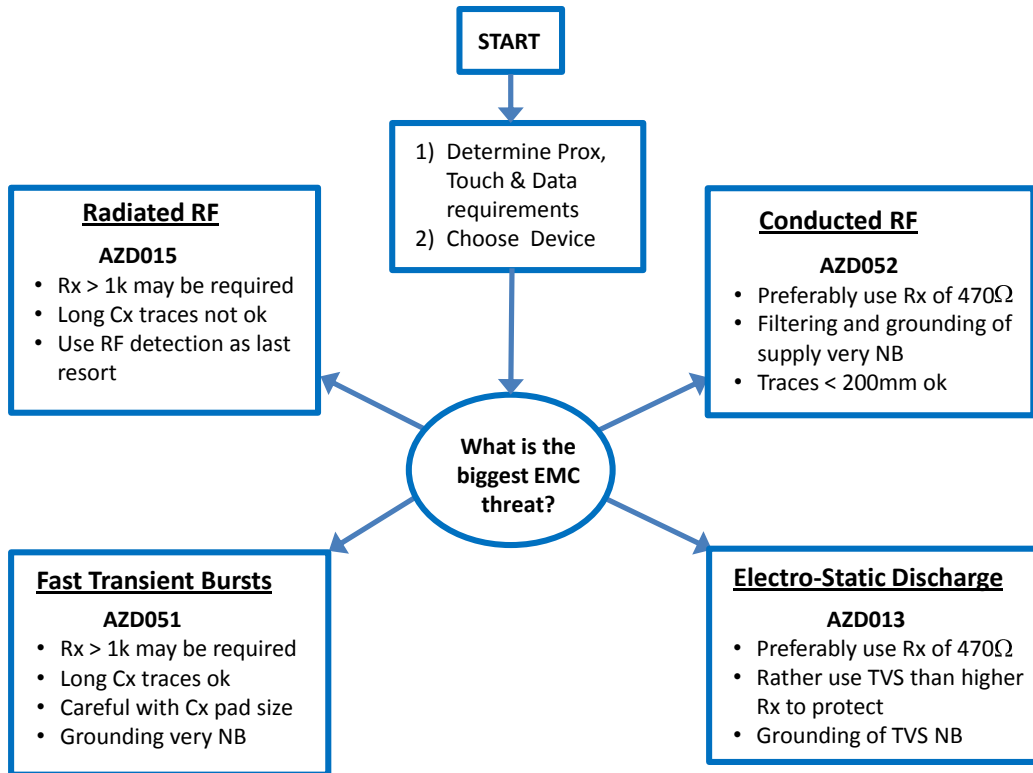 START
1) Determine Prox,
Touch & Data
requirements
2) Choose Device
Radiated RF
AZD015
• Rx > 1k may be required
• Long Cx traces not ok
• Use RF detection as last
resort
Conducted RF
AZD052
• Preferably use Rx of 470Ω
• Filtering and grounding of
supply very NB
• Traces < 200mm ok
What is the
biggest EMC
threat?
Fast Transient Bursts
AZD051
• Rx > 1k may be required
• Long Cx traces ok
• Careful with Cx pad size
• Grounding very NB
Electro-Static Discharge
AZD013
• Preferably use Rx of 470Ω
• Rather use TVS than higher
Rx to protect
• Grounding of TVS NB